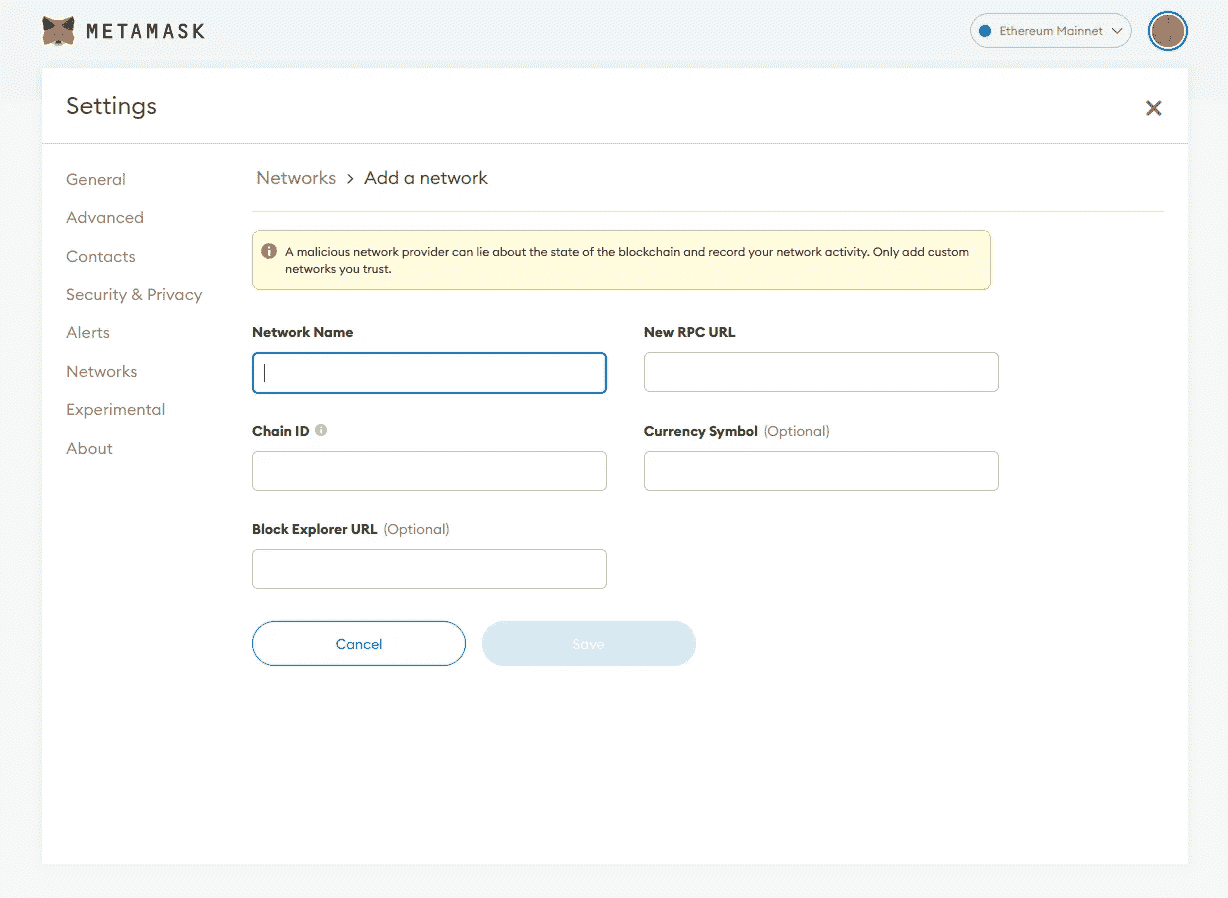 METAMASK
Ethereum Mainnet
Settings
General
Advanced
Contacts
Security & Privacy
Alerts
Networks
Experimental
About
Networks > Add a network
A malicious network provider can lie about the state of the blockchain and record your network activity. Only add custom
networks you trust.
Network Name
New RPC URL
Chain ID
Currency Symbol (Optional)
Block Explorer URL (Optional)
Cancel
Save